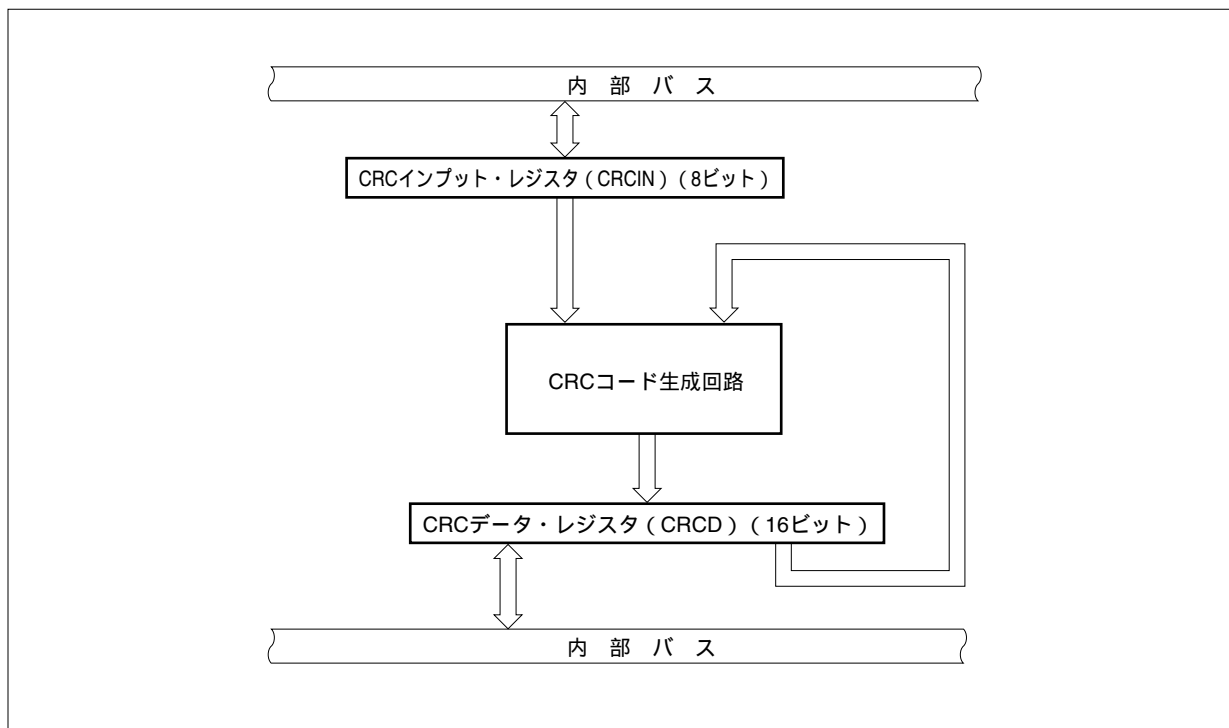 内 部 バ ス
CRCインプット・レジスタ（CRCIN）（8ビット）
CRCコード生成回路
CRCデータ・レジスタ（CRCD）（16ビット）
内 部 バ ス